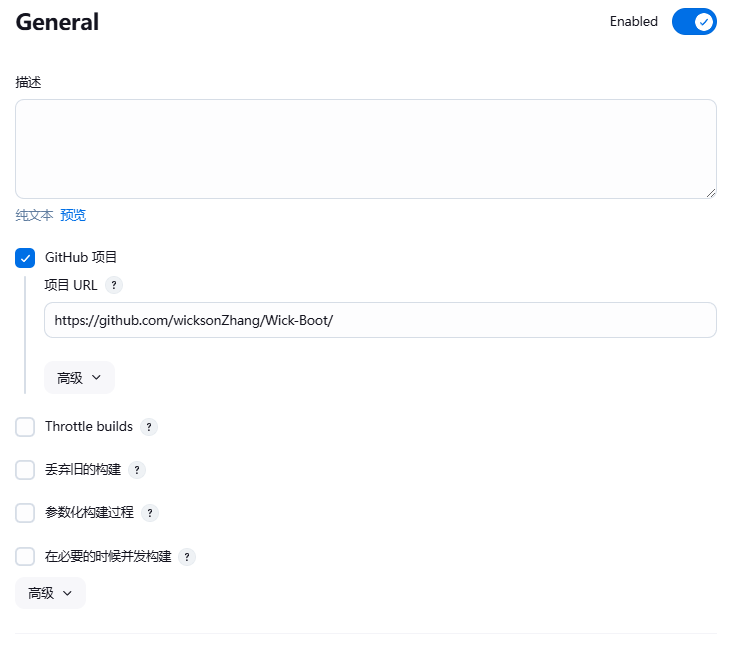 General
Enabled
描述
纯文本 预览
GitHub 项目
项目 URL ?
https://github.com/wicksonZhang/Wick-Boot/
高级
Throttle builds ?
丢弃旧的构建 ?
参数化构建过程 ?
在必要的时候并发构建 ?
高级